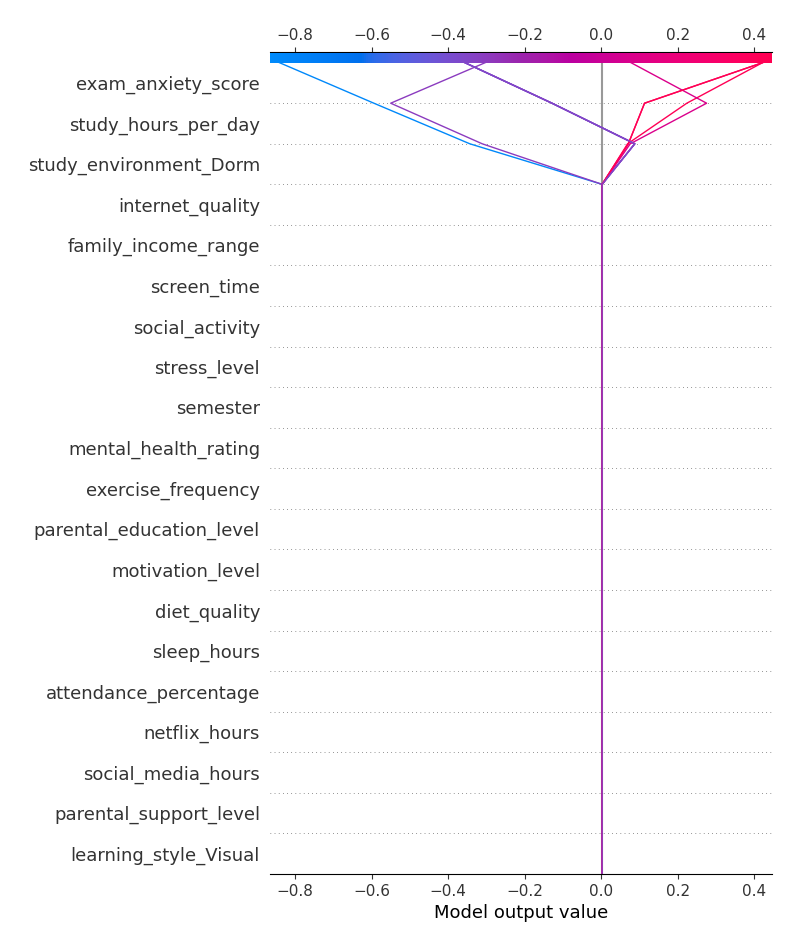 −0.8 −0.6 −0.4 −0.2 0.0 0.2 0.4
exam_anxiety_score
study_hours_per_day
study_environment_Dorm
internet_quality
family_income_range
screen_time
social_activity
stress_level
semester
mental_health_rating
exercise_frequency
parental_education_level
motivation_level
diet_quality
sleep_hours
attendance_percentage
netflix_hours
social_media_hours
parental_support_level
learning_style_Visual
−0.8 −0.6 −0.4 −0.2 0.0 0.2 0.4
Model output value